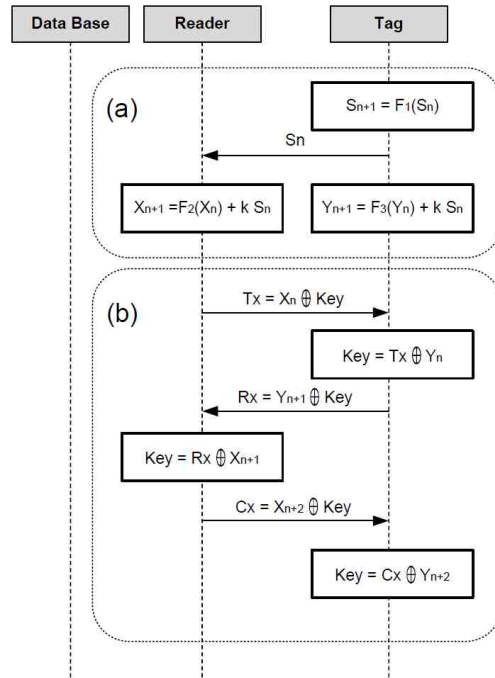 Data Base
Reader
Tag
(a)
Sn+1 = F1(Sn)
Sn
Xn+1 =F2(Xn) + k Sn
Yn+1 = F3(Yn) + k Sn
(b)
Tx = Xn ⊕ Key
Key = Tx ⊕ Yn
Rx = Yn+1 ⊕ Key
Key = Rx ⊕ Xn+1
Cx = Xn+2 ⊕ Key
Key = Cx ⊕ Yn+2